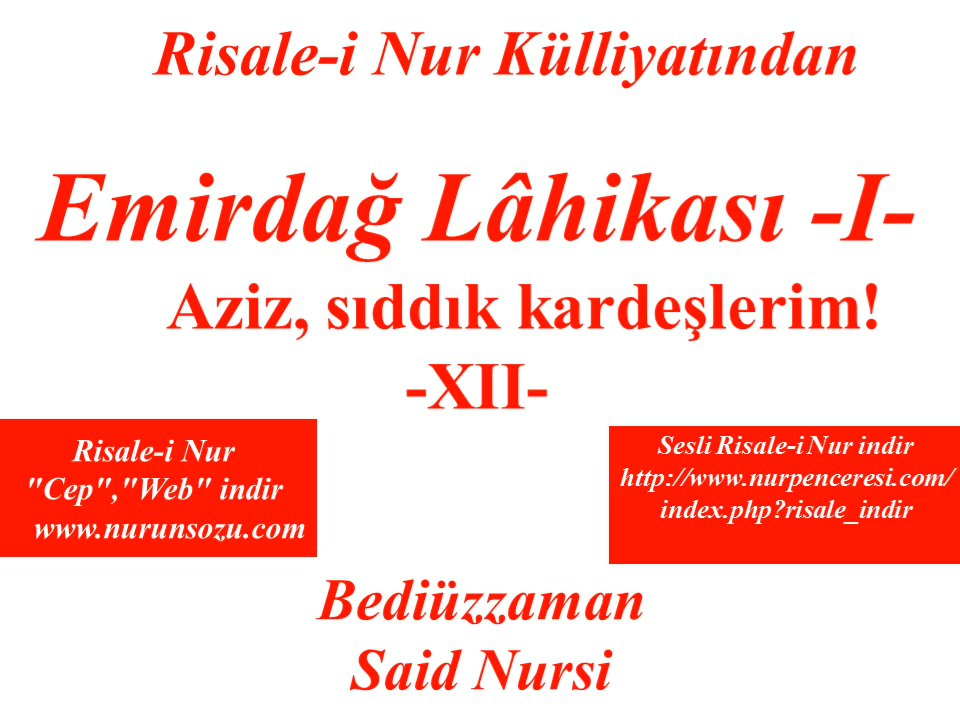 Risale-i Nur Külliyatından
Emirdağ Lâhikası -I-
Aziz, sıddık kardeşlerim!
-XII-
Risale-i Nur
"Cep","Web" indir
www.nurunsozu.com
Sesli Risale-i Nur indir
http://www.nurpenceresi.com/
index.php?risale_indir
Bediüzzaman
Said Nursi